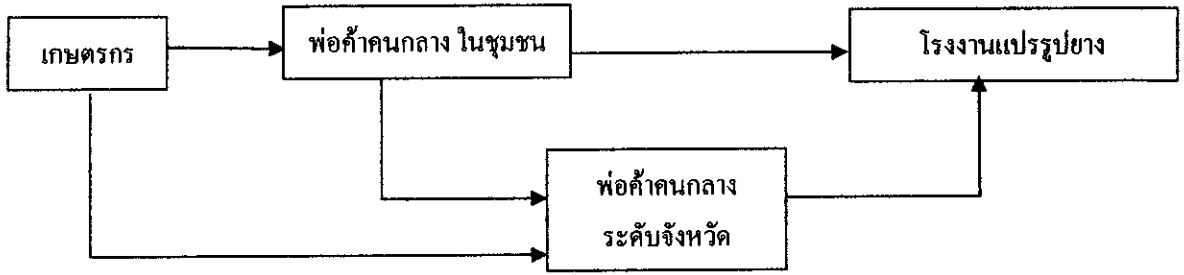 เกษตรกร
พ่อค้าคนกลาง ในชุมชน
โรงงานแปรรูปยาง
พ่อค้าคนกลาง
ระดับจังหวัด